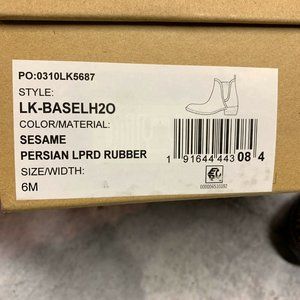 PO:0310LK5687
STYLE:
LK-BASELH2O
COLOR/MATERIAL:
SESAME
PERSIAN LPRD RUBBER
SIZE/WIDTH:
6M
1 91644 443 08 4